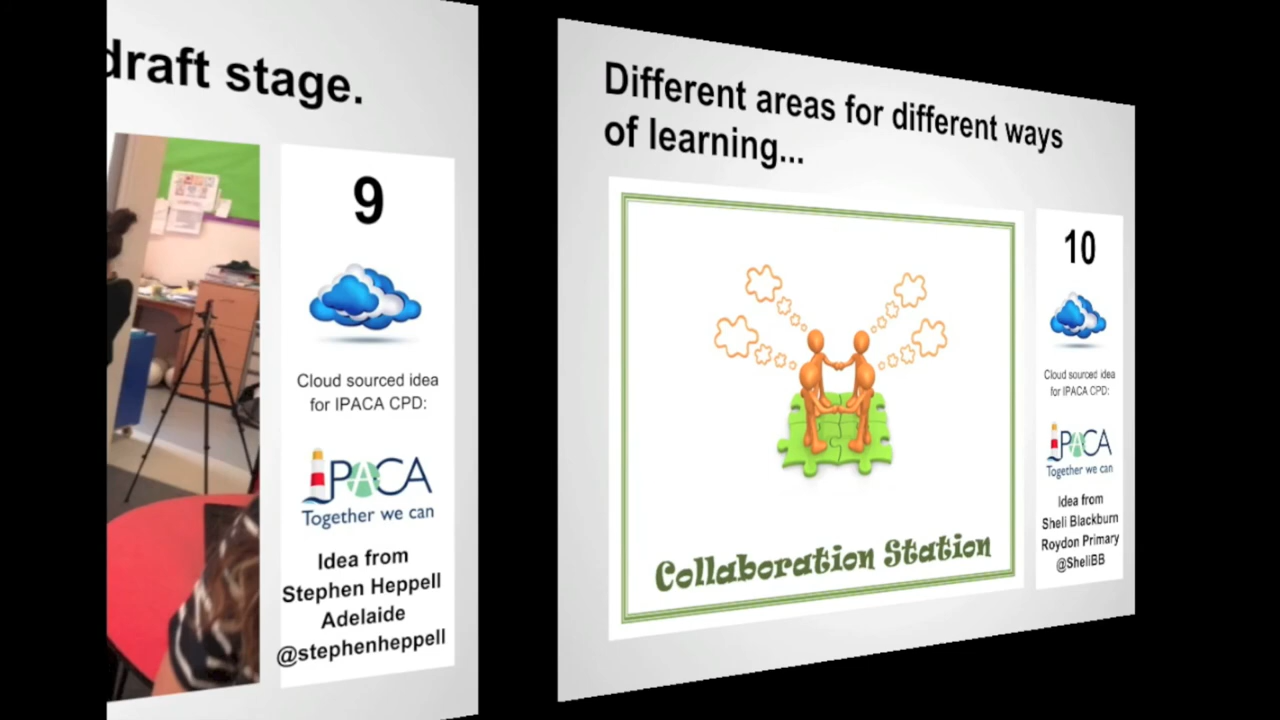 draft stage.
9
Cloud sourced idea
for IPACA CPD:
IPACA
Together we can
Idea from
Stephen Heppell
Adelaide
@stephenheppell
Different areas for different ways
of learning...
Collaboration Station
10
Cloud sourced idea
for IPACA CPD:
IPACA
Together we can
Idea from
Sheli Blackburn
Roydon Primary
@SheliBB